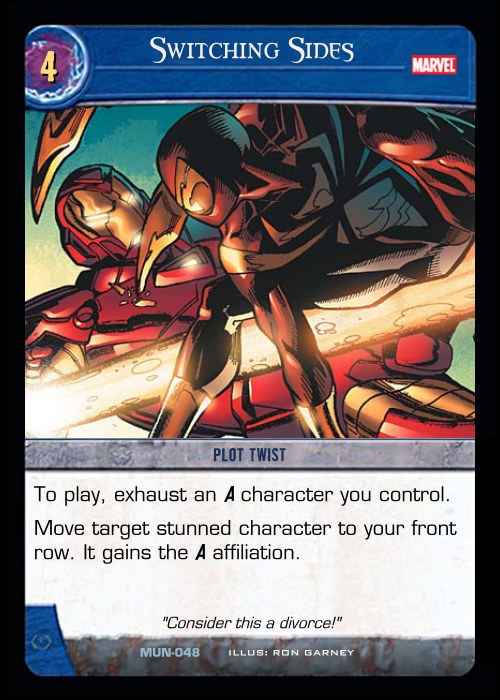 4
Switching Sides
MARVEL
PLOT TWIST
To play, exhaust an A character you control.
Move target stunned character to your front
row. It gains the A affiliation.
"Consider this a divorce!"
MUN-048 ILLUS: RON GARNEY